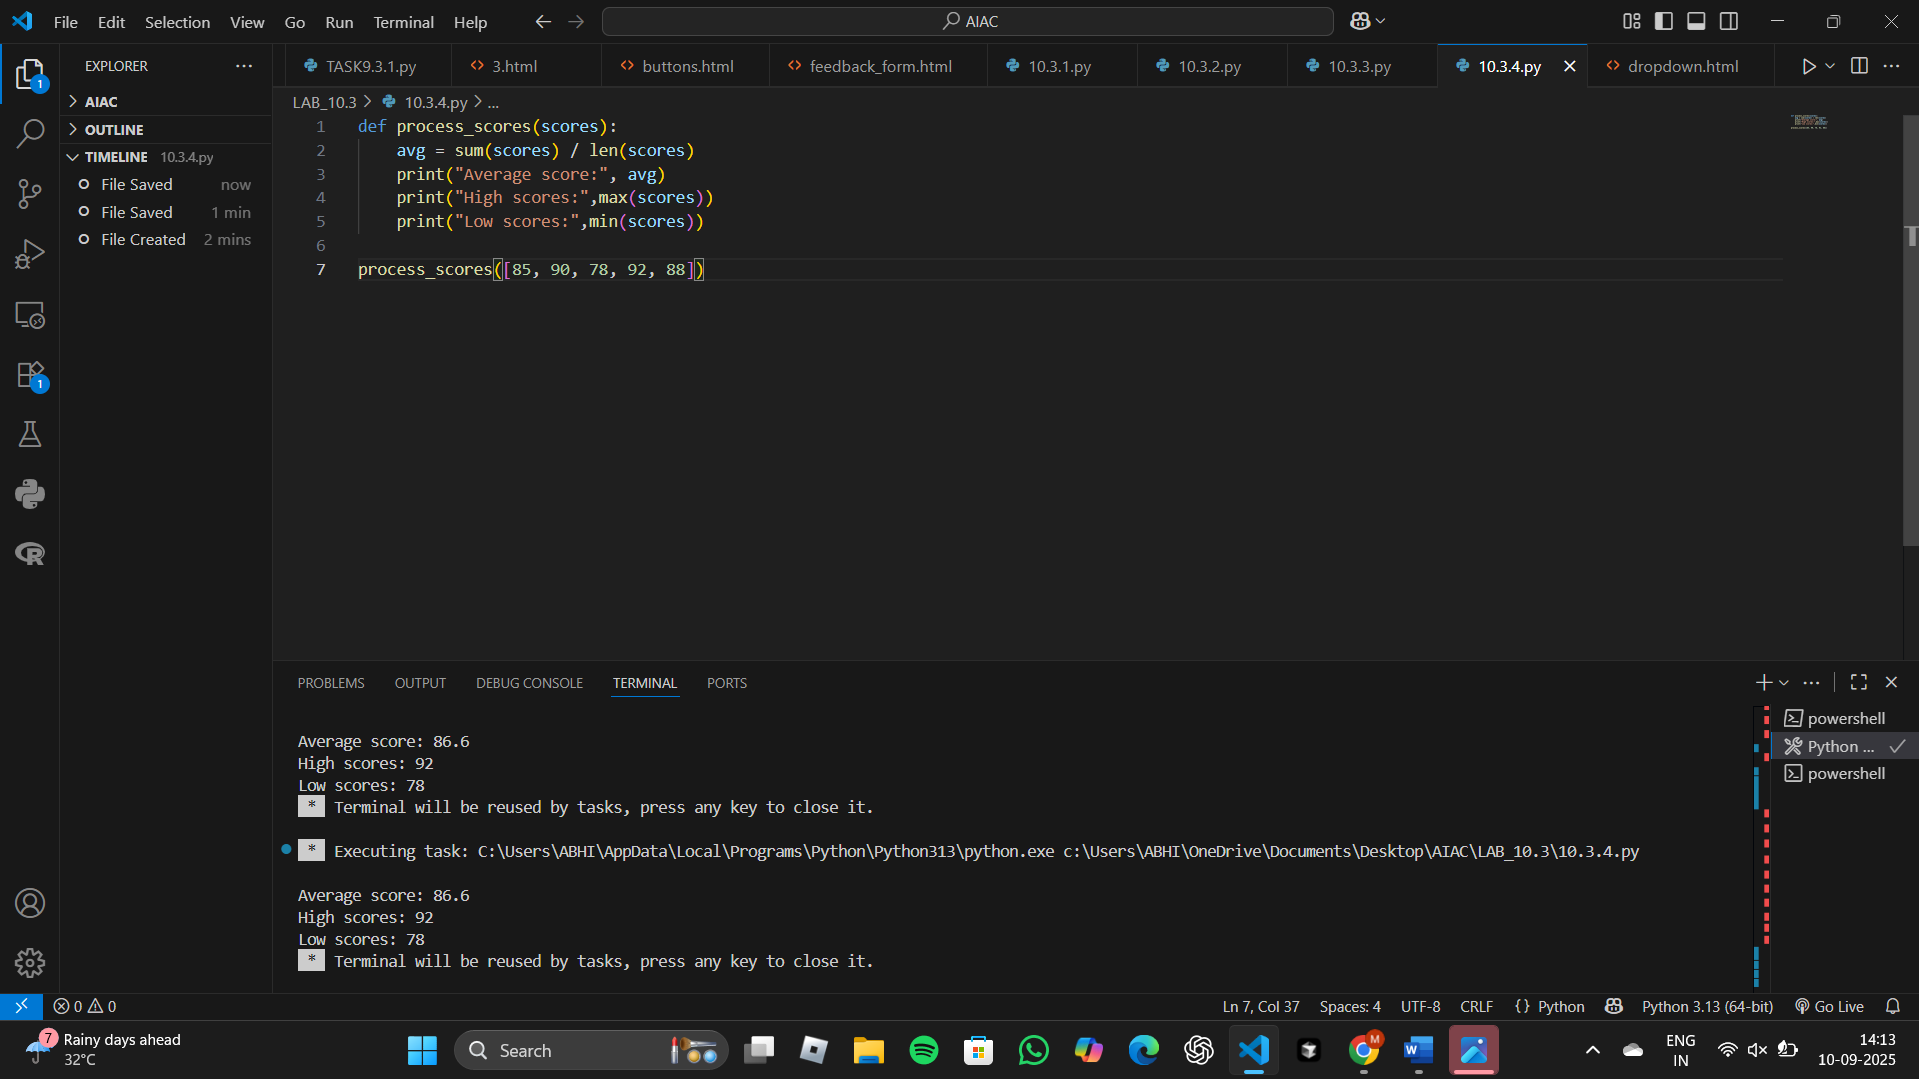 File Edit Selection View Go Run Terminal Help
AIAC
EXPLORER
TASK9.3.1.py
3.html
buttons.html
feedback_form.html
10.3.1.py
10.3.2.py
10.3.3.py
10.3.4.py
dropdown.html
AIAC
OUTLINE
TIMELINE 10.3.4.py
File Saved now
File Saved 1 min
File Created 2 mins
1
1
LAB_10.3 > 10.3.4.py > ...
1 def process_scores(scores):
2 avg = sum(scores) / len(scores)
3 print("Average score:", avg)
4 print("High scores:",max(scores))
5 print("Low scores:",min(scores))
6
7 process_scores([85, 90, 78, 92, 88])
PROBLEMS OUTPUT DEBUG CONSOLE TERMINAL PORTS
powershell
Python ...
powershell
Average score: 86.6
High scores: 92
Low scores: 78
* Terminal will be reused by tasks, press any key to close it.
* Executing task: C:\Users\ABHI\AppData\Local\Programs\Python\Python313\python.exe c:\Users\ABHI\OneDrive\Documents\Desktop\AIAC\LAB_10.3\10.3.4.py
Average score: 86.6
High scores: 92
Low scores: 78
* Terminal will be reused by tasks, press any key to close it.
0 0
Ln 7, Col 37 Spaces: 4 UTF-8 CRLF {} Python Python 3.13 (64-bit) Go Live
7
Rainy days ahead
32°C
Search
M
W
ENG
IN
14:13
10-09-2025